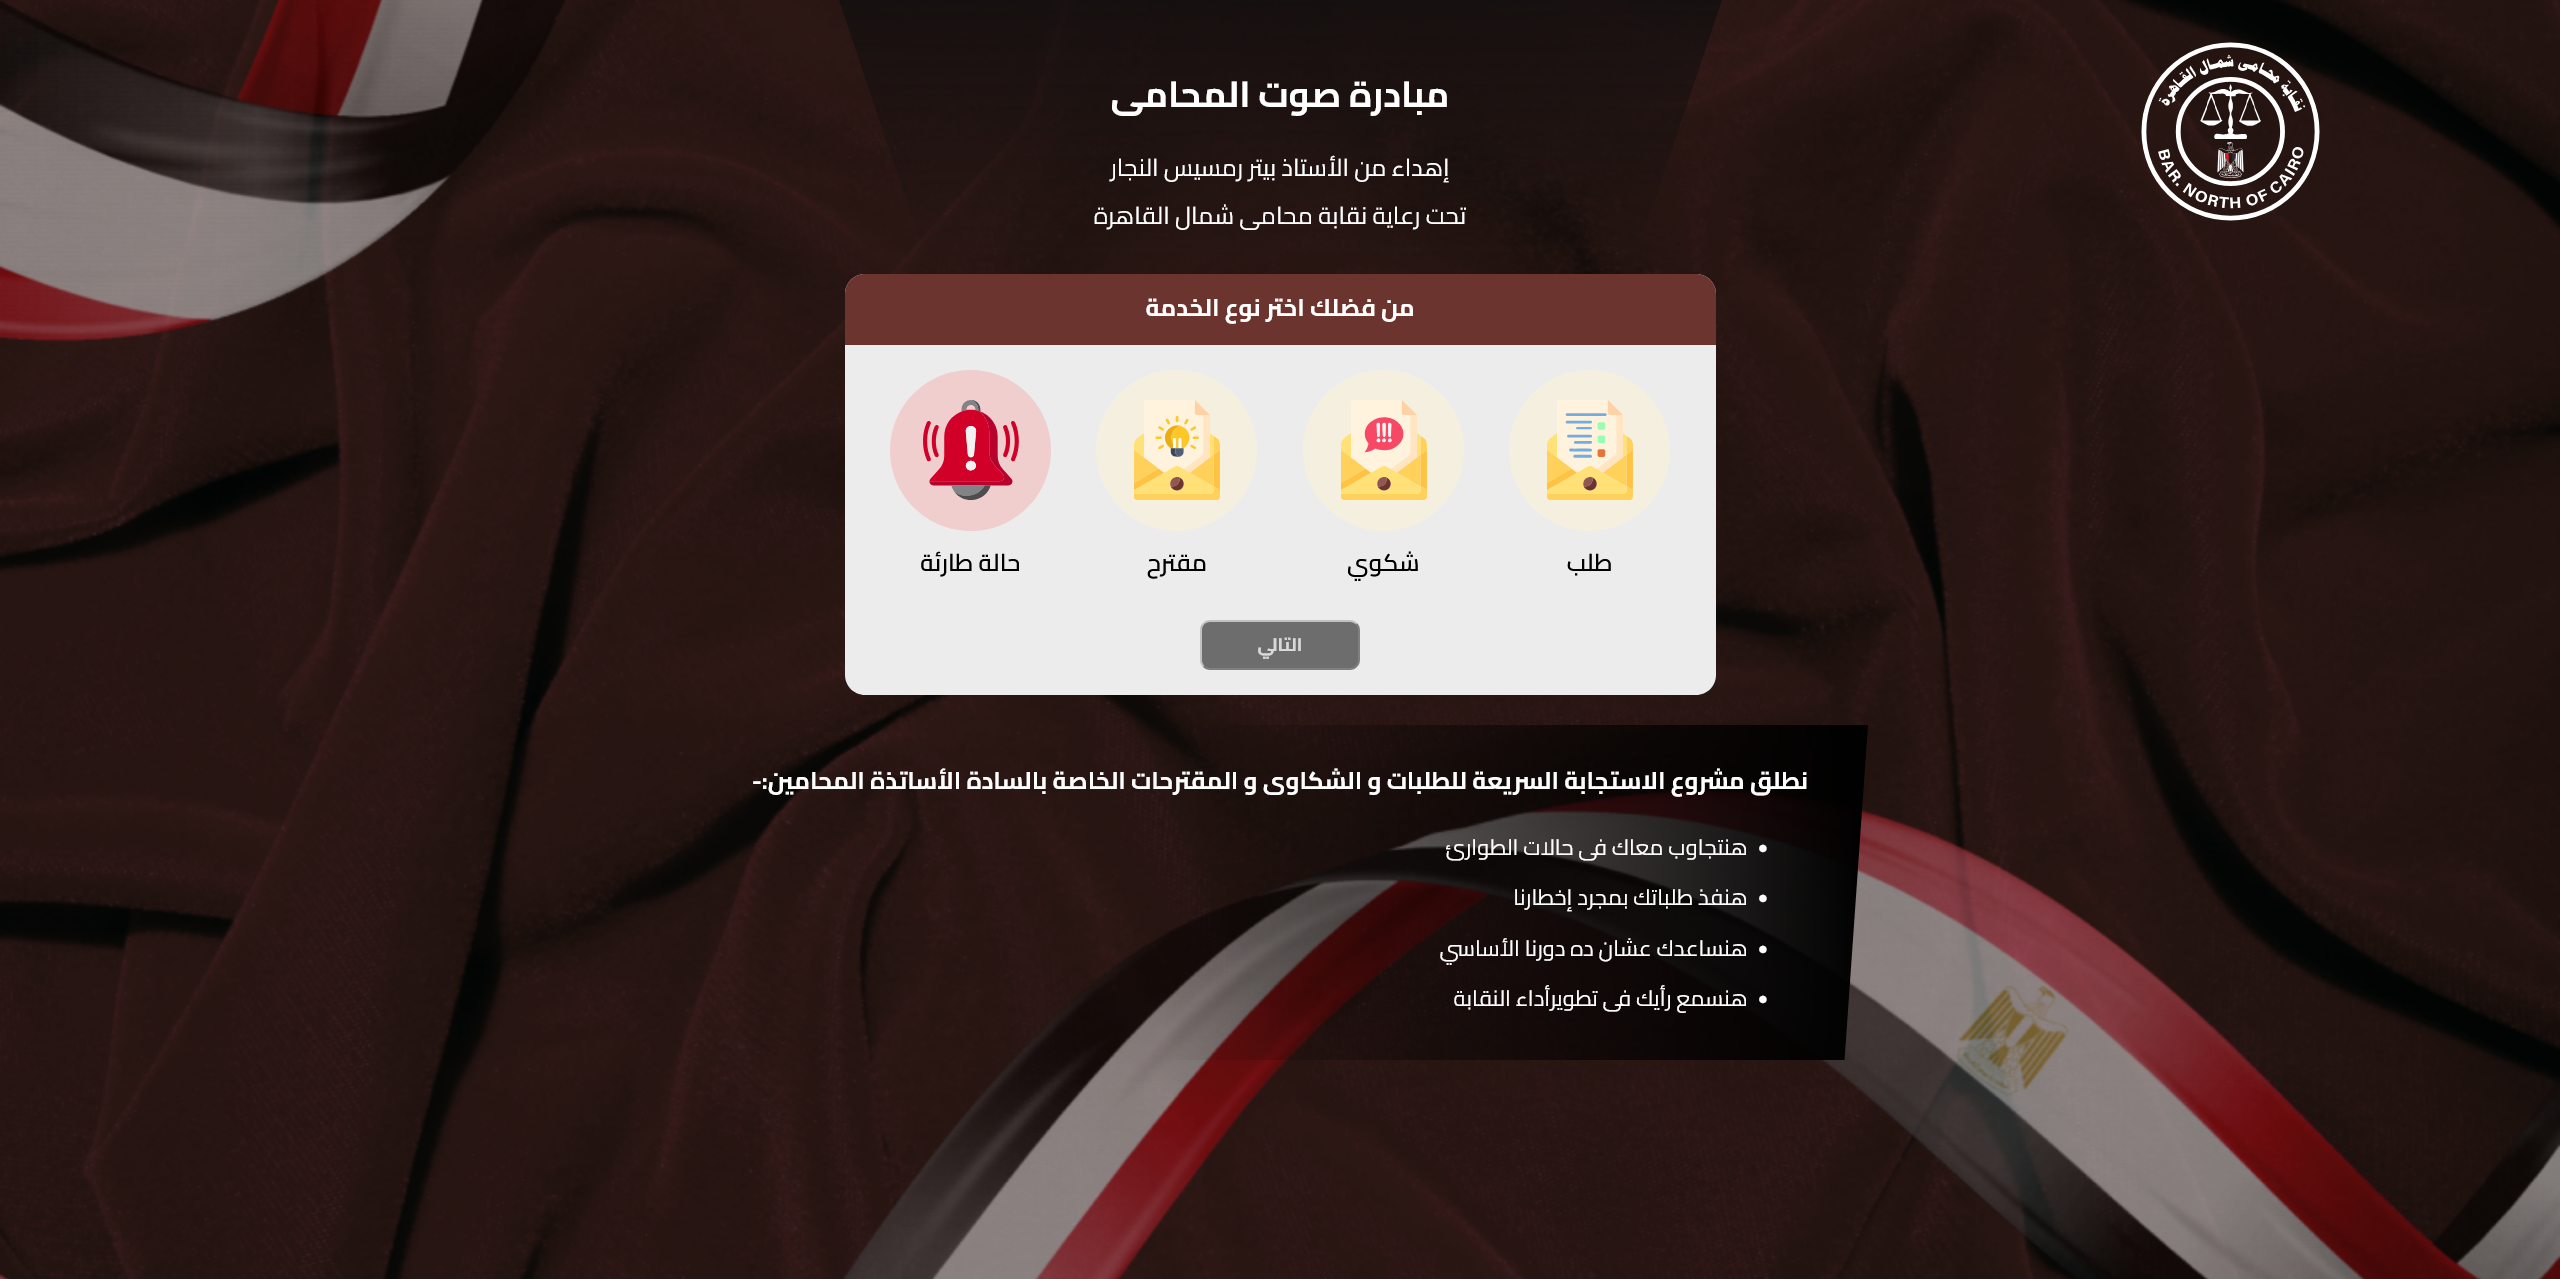 نقابة محامى شمال القاهرة
BAR. NORTH OF CAIRO
مبادرة صوت المحامى
إهداء من الأستاذ بيتر رمسيس النجار
تحت رعاية نقابة محامى شمال القاهرة
من فضلك اختر نوع الخدمة
طلب
شكوي
مقترح
حالة طارئة
التالي
نطلق مشروع الاستجابة السريعة للطلبات و الشكاوى و المقترحات الخاصة بالسادة الأساتذة المحامين:-
• هنتجاوب معاك فى حالات الطوارئ
• هنفذ طلباتك بمجرد إخطارنا
• هنساعدك عشان ده دورنا الأساسي
• هنسمع رأيك فى تطويرأداء النقابة